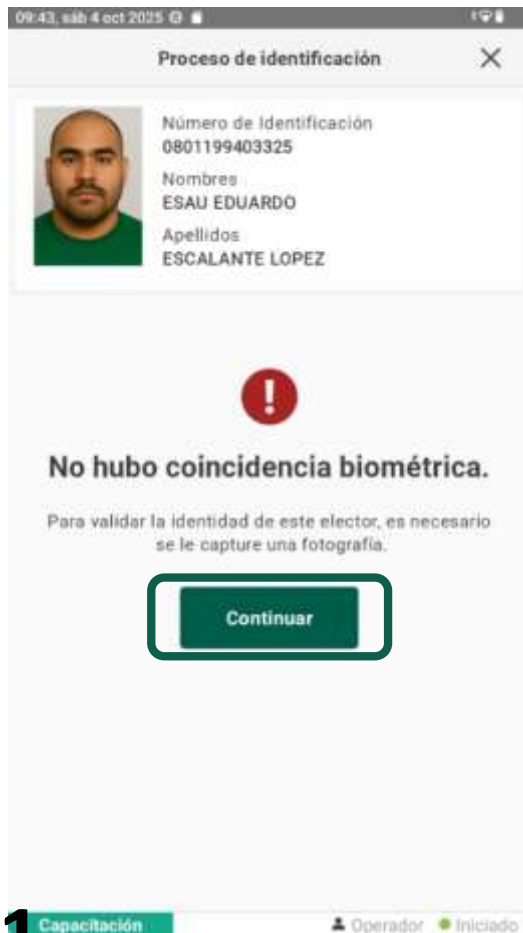 09:43, sáb 4 oct 2025
Proceso de identificación
Número de Identificación
0801199403325
Nombres
ESAU EDUARDO
Apellidos
ESCALANTE LOPEZ
No hubo coincidencia biométrica.
Para validar la identidad de este elector, es necesario
se le capture una fotografía.
Continuar
1 Capacitación Operador Iniciado